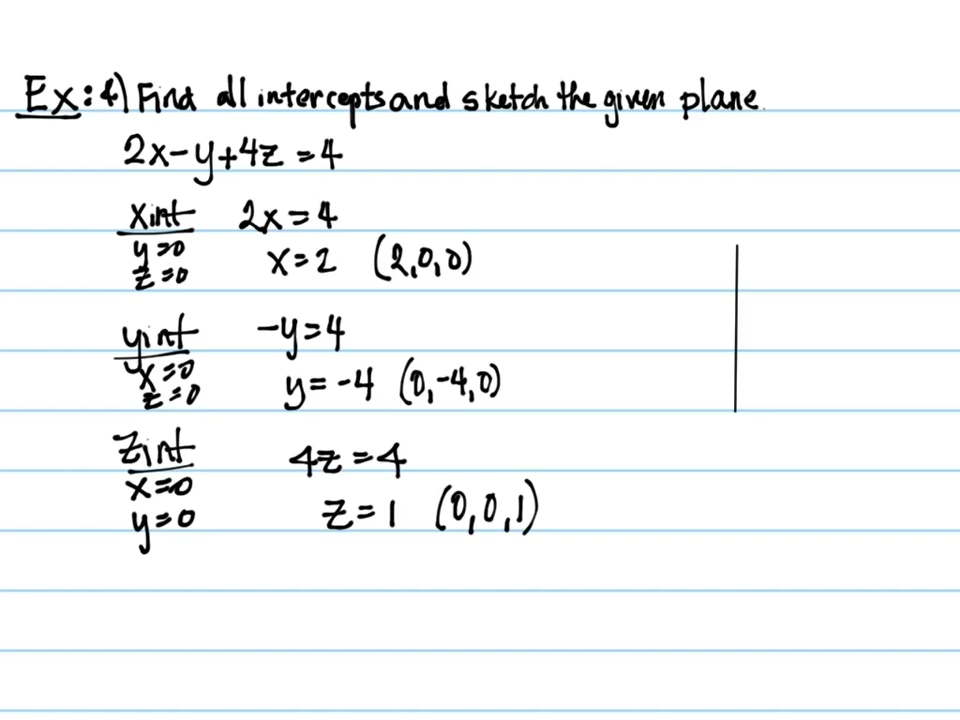 Ex: 4) Find all intercepts and sketch the given plane.
2x-y+4z=4
xint 2x=4
y=0
z=0 x=2 (2,0,0)
yint -y=4
x=0
z=0 y=-4 (0,-4,0)
zint 4z=4
x=0
y=0 z=1 (0,0,1)